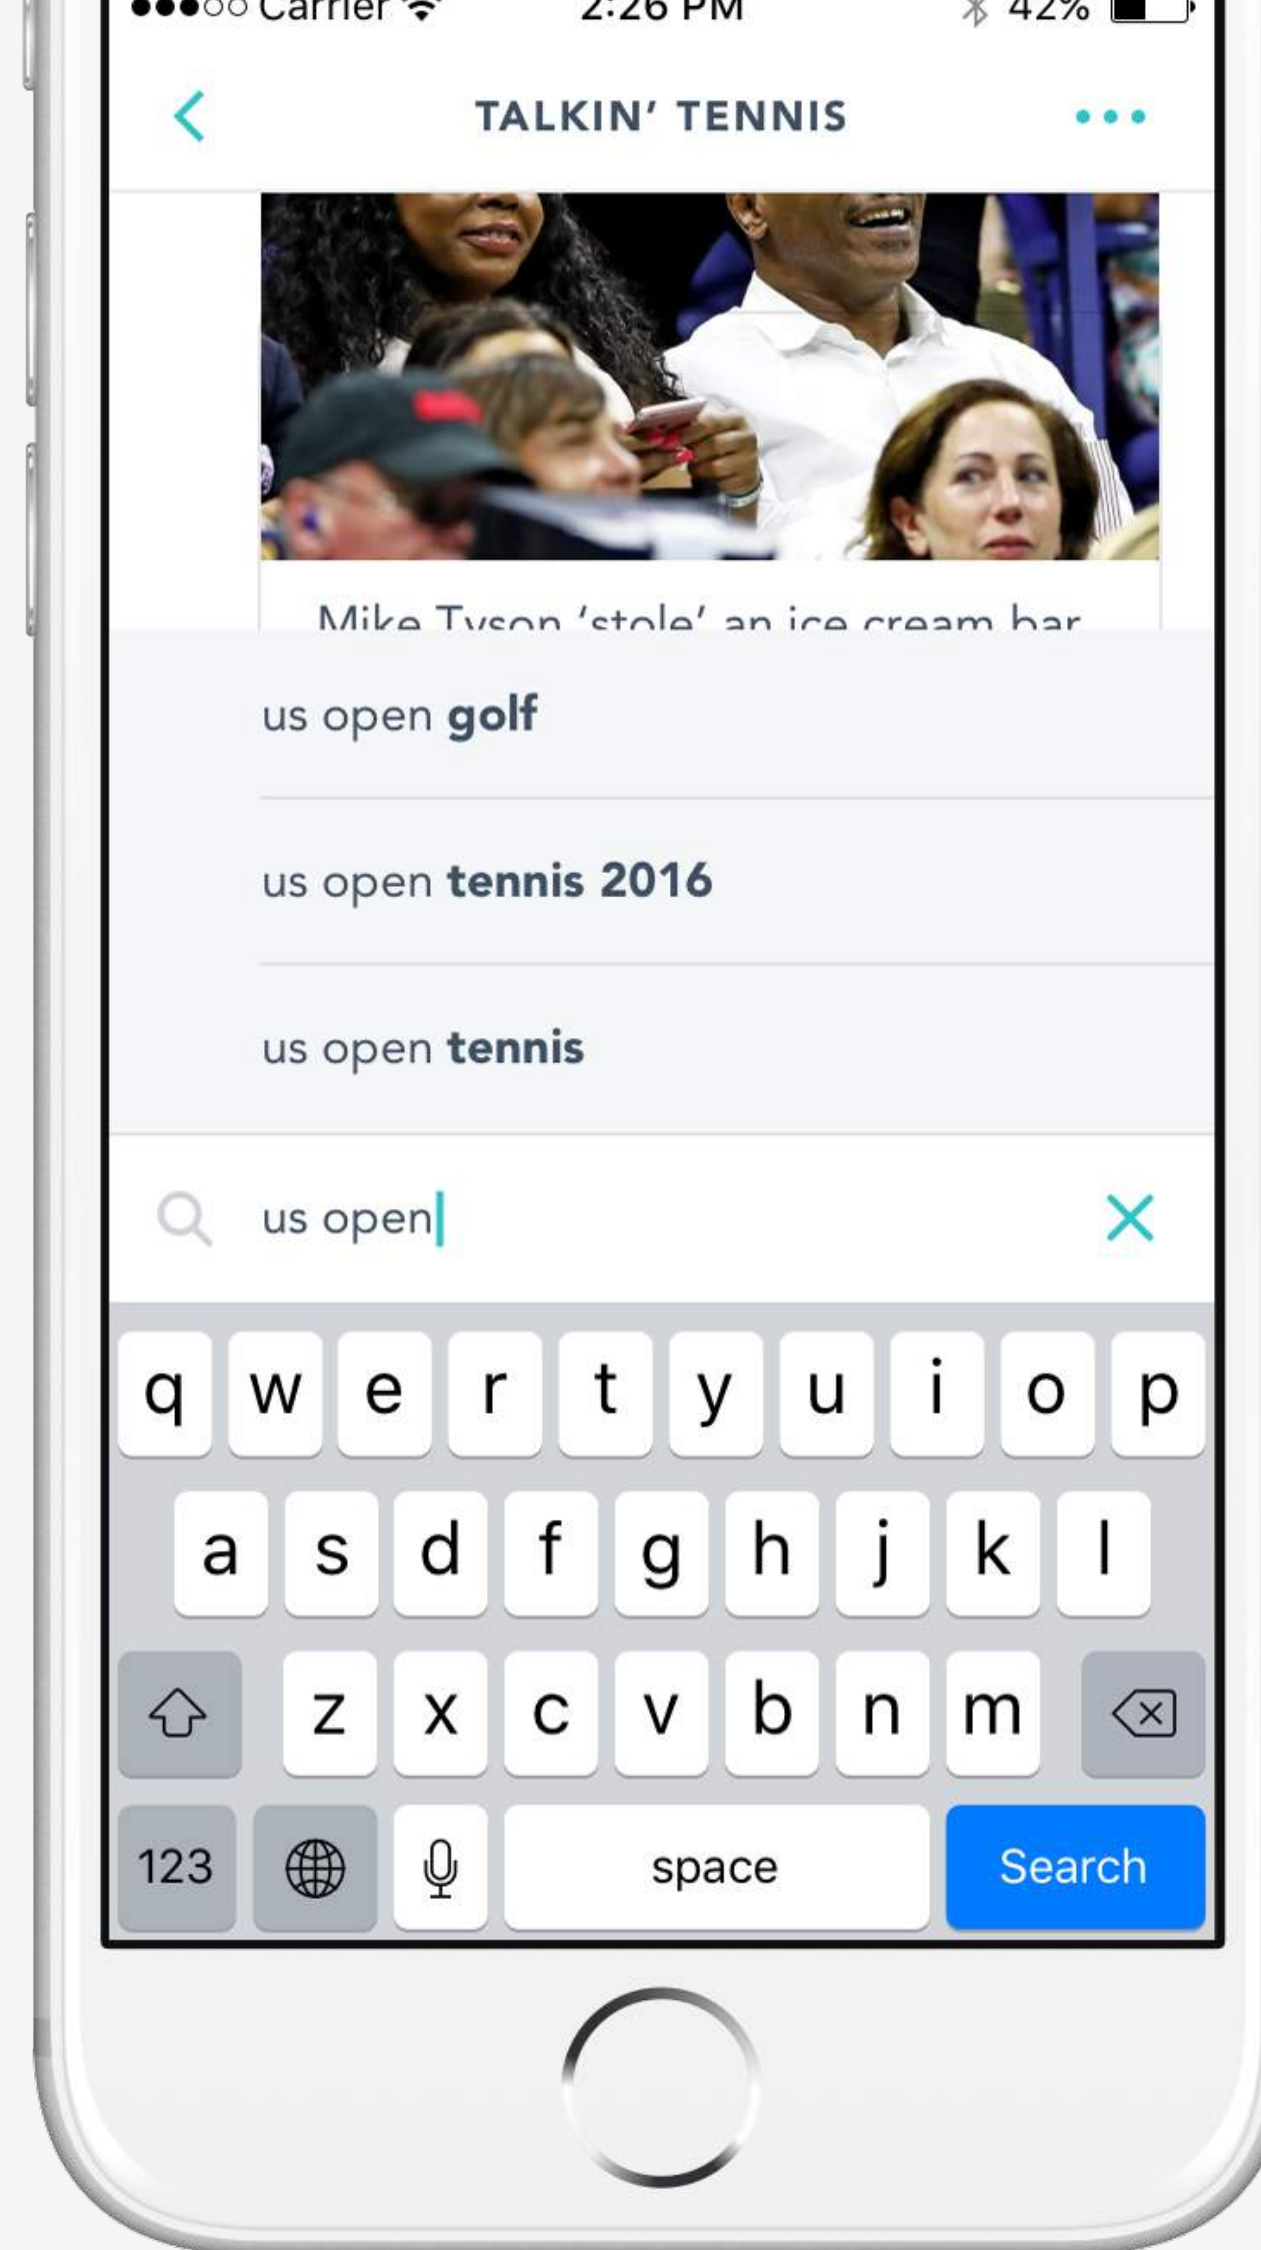 Carrier 2:26 PM 42%
TALKIN’ TENNIS
Mike Tyson ‘stole’ an ice cream bar
us open golf
us open tennis 2016
us open tennis
us open
q w e r t y u i o p
a s d f g h j k l
z x c v b n m
123 space Search